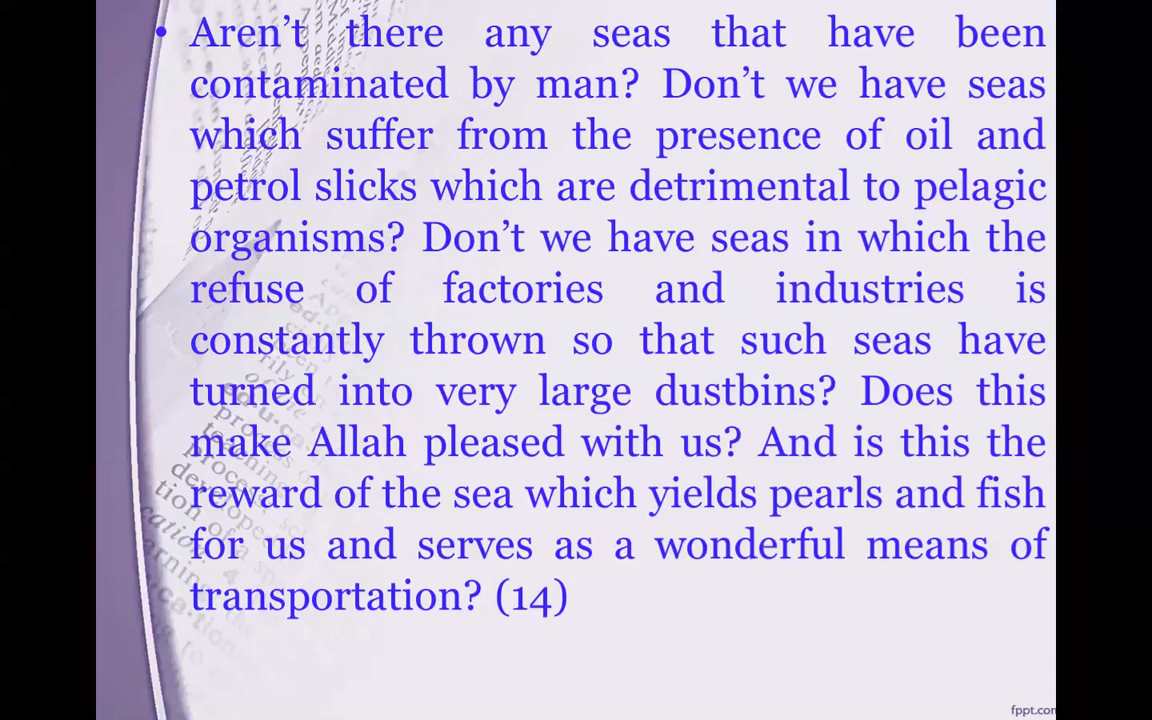 • Aren’t there any seas that have been
contaminated by man? Don’t we have seas
which suffer from the presence of oil and
petrol slicks which are detrimental to pelagic
organisms? Don’t we have seas in which the
refuse of factories and industries is
constantly thrown so that such seas have
turned into very large dustbins? Does this
make Allah pleased with us? And is this the
reward of the sea which yields pearls and fish
for us and serves as a wonderful means of
transportation? (14)
fppt.com